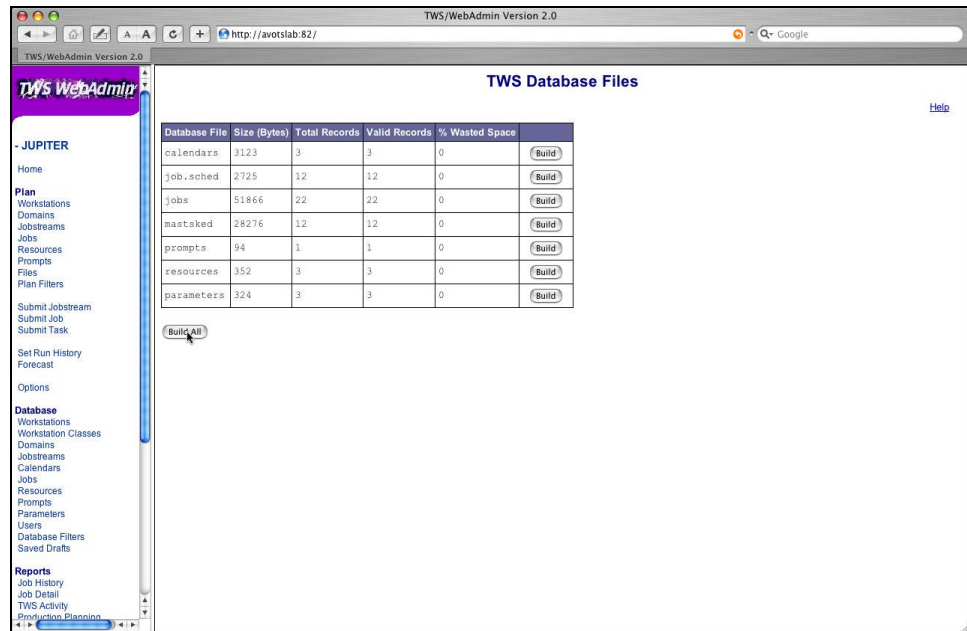 TWS/WebAdmin Version 2.0
A A http://avotslab:82/ Google
TWS/WebAdmin Version 2.0
TWS WebAdmin
- JUPITER
Home
Plan
Workstations
Domains
Jobstreams
Jobs
Resources
Prompts
Files
Plan Filters
Submit Jobstream
Submit Job
Submit Task
Set Run History
Forecast
Options
Database
Workstations
Workstation Classes
Domains
Jobstreams
Calendars
Jobs
Resources
Prompts
Parameters
Users
Database Filters
Saved Drafts
Reports
Job History
Job Detail
TWS Activity
Production Planning
TWS Database Files
Help
Database File Size (Bytes) Total Records Valid Records % Wasted Space
calendars 3123 3 3 0 Build
job.sched 2725 12 12 0 Build
jobs 51866 22 22 0 Build
mastsked 28276 12 12 0 Build
prompts 94 1 1 0 Build
resources 352 3 3 0 Build
parameters 324 3 3 0 Build
Build All